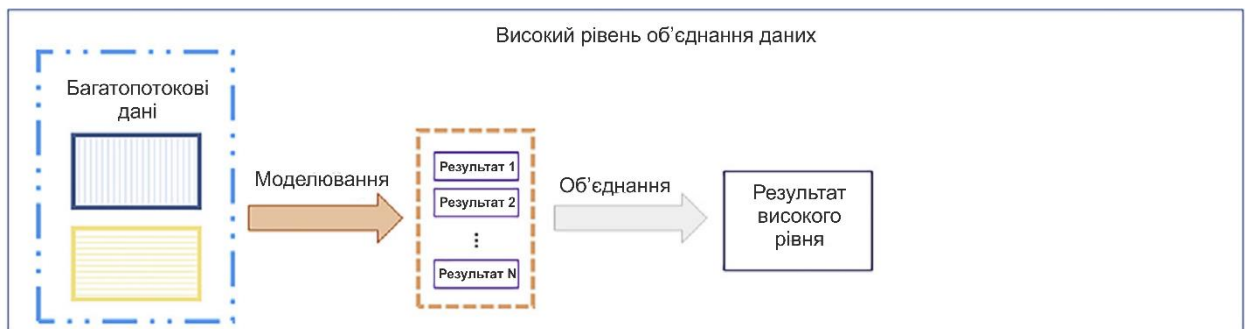 Високий рівень об’єднання даних
Багатопотокові
дані
Моделювання
Результат 1
Результат 2
Результат N
Об’єднання
Результат
високого
рівня